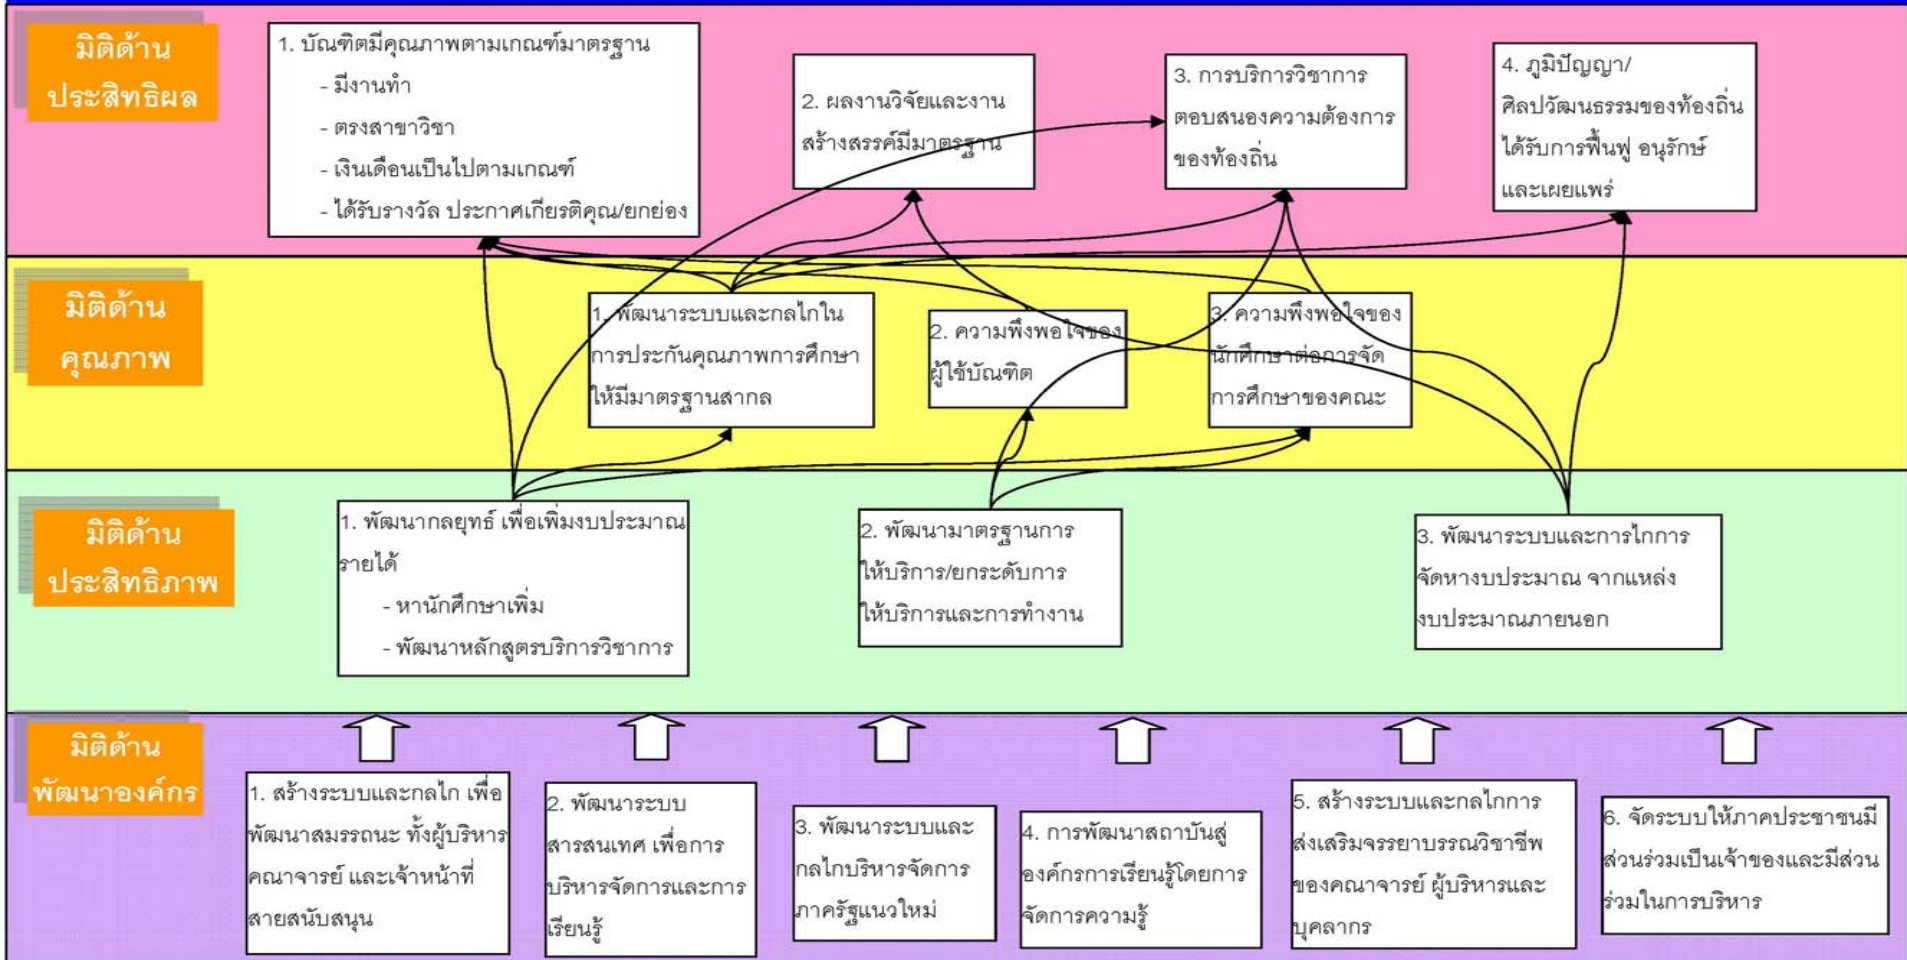 มิติด้าน
ประสิทธิผล
1. บัณฑิตมีคุณภาพตามเกณฑ์มาตรฐาน
- มีงานทำ
- ตรงสาขาวิชา
- เงินเดือนเป็นไปตามเกณฑ์
- ได้รับรางวัล ประกาศเกียรติคุณ/ยกย่อง
2. ผลงานวิจัยและงาน
สร้างสรรค์มีมาตรฐาน
3. การบริการวิชาการ
ตอบสนองความต้องการ
ของท้องถิ่น
4. ภูมิปัญญา/
ศิลปวัฒนธรรมของท้องถิ่น
ได้รับการฟื้นฟู อนุรักษ์
และเผยแพร่
มิติด้าน
คุณภาพ
1. พัฒนาระบบและกลไกใน
การประกันคุณภาพการศึกษา
ให้มีมาตรฐานสากล
2. ความพึงพอใจของ
ผู้ใช้บัณฑิต
3. ความพึงพอใจของ
นักศึกษาต่อการจัด
การศึกษาของคณะ
มิติด้าน
ประสิทธิภาพ
1. พัฒนากลยุทธ์ เพื่อเพิ่มงบประมาณ
รายได้
- หานักศึกษาเพิ่ม
- พัฒนาหลักสูตรบริการวิชาการ
2. พัฒนามาตรฐานการ
ให้บริการ/ยกระดับการ
ให้บริการและการทำงาน
3. พัฒนาระบบและการไกการ
จัดหางบประมาณ จากแหล่ง
งบประมาณภายนอก
มิติด้าน
พัฒนาองค์กร
1. สร้างระบบและกลไก เพื่อ
พัฒนาสมรรถนะ ทั้งผู้บริหาร
คณาจารย์ และเจ้าหน้าที่
สายสนับสนุน
2. พัฒนาระบบ
สารสนเทศ เพื่อการ
บริหารจัดการและการ
เรียนรู้
3. พัฒนาระบบและ
กลไกบริหารจัดการ
ภาครัฐแนวใหม่
4. การพัฒนาสถาบันสู่
องค์กรการเรียนรู้โดยการ
จัดการความรู้
5. สร้างระบบและกลไกการ
ส่งเสริมจรรยาบรรณวิชาชีพ
ของคณาจารย์ ผู้บริหารและ
บุคลากร
6. จัดระบบให้ภาคประชาชนมี
ส่วนร่วมเป็นเจ้าของและมีส่วน
ร่วมในการบริหาร